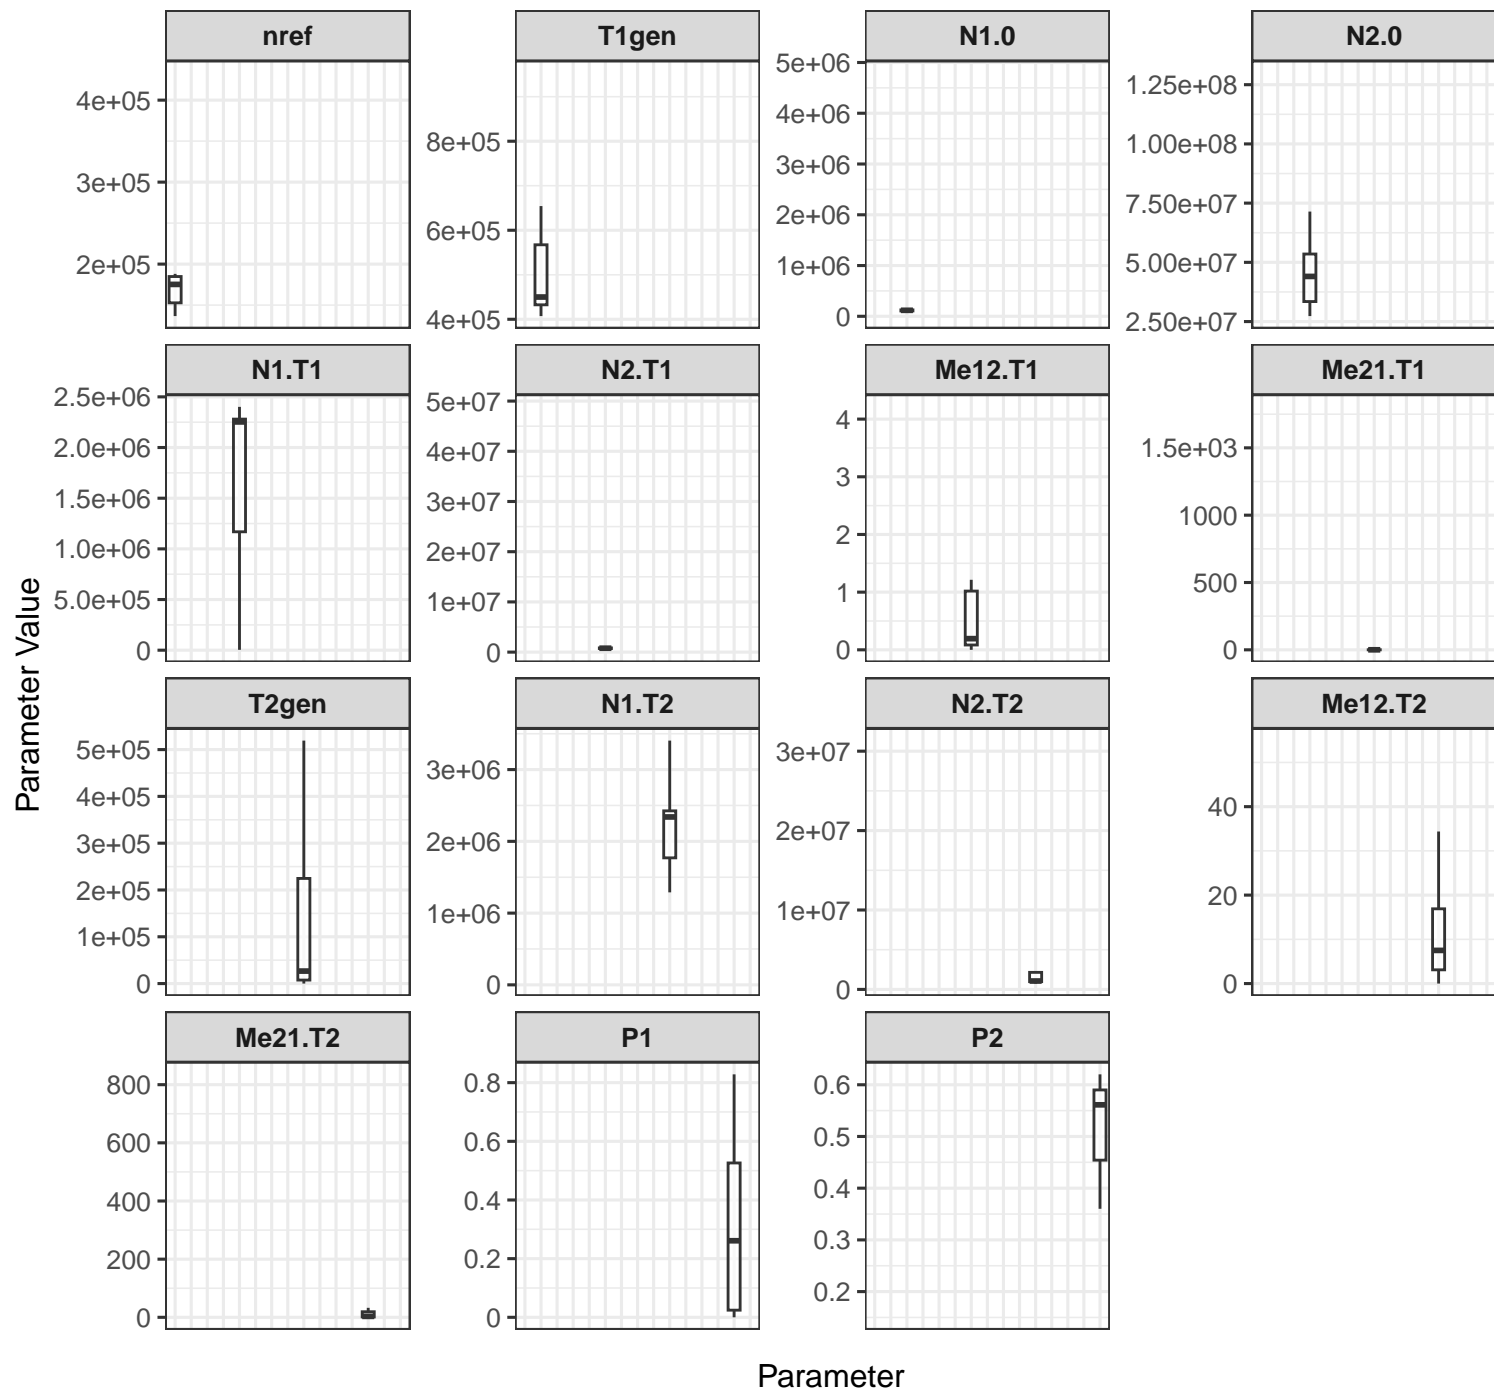 nref
T1gen
N1.0
N2.0
4e+05
3e+05
2e+05
8e+05
6e+05
4e+05
5e+06
4e+06
3e+06
2e+06
1e+06
0
1.25e+08
1.00e+08
7.50e+07
5.00e+07
2.50e+07
N1.T1
N2.T1
Me12.T1
Me21.T1
2.5e+06
2.0e+06
1.5e+06
1.0e+06
5.0e+05
0
5e+07
4e+07
3e+07
2e+07
1e+07
0
4
3
2
1
0
1.5e+03
1000
500
0
Parameter Value
T2gen
N1.T2
N2.T2
Me12.T2
5e+05
4e+05
3e+05
2e+05
1e+05
0
3e+06
2e+06
1e+06
0
3e+07
2e+07
1e+07
0
40
20
0
Me21.T2
P1
P2
800
600
400
200
0
0.8
0.6
0.4
0.2
0
0.6
0.5
0.4
0.3
0.2
Parameter